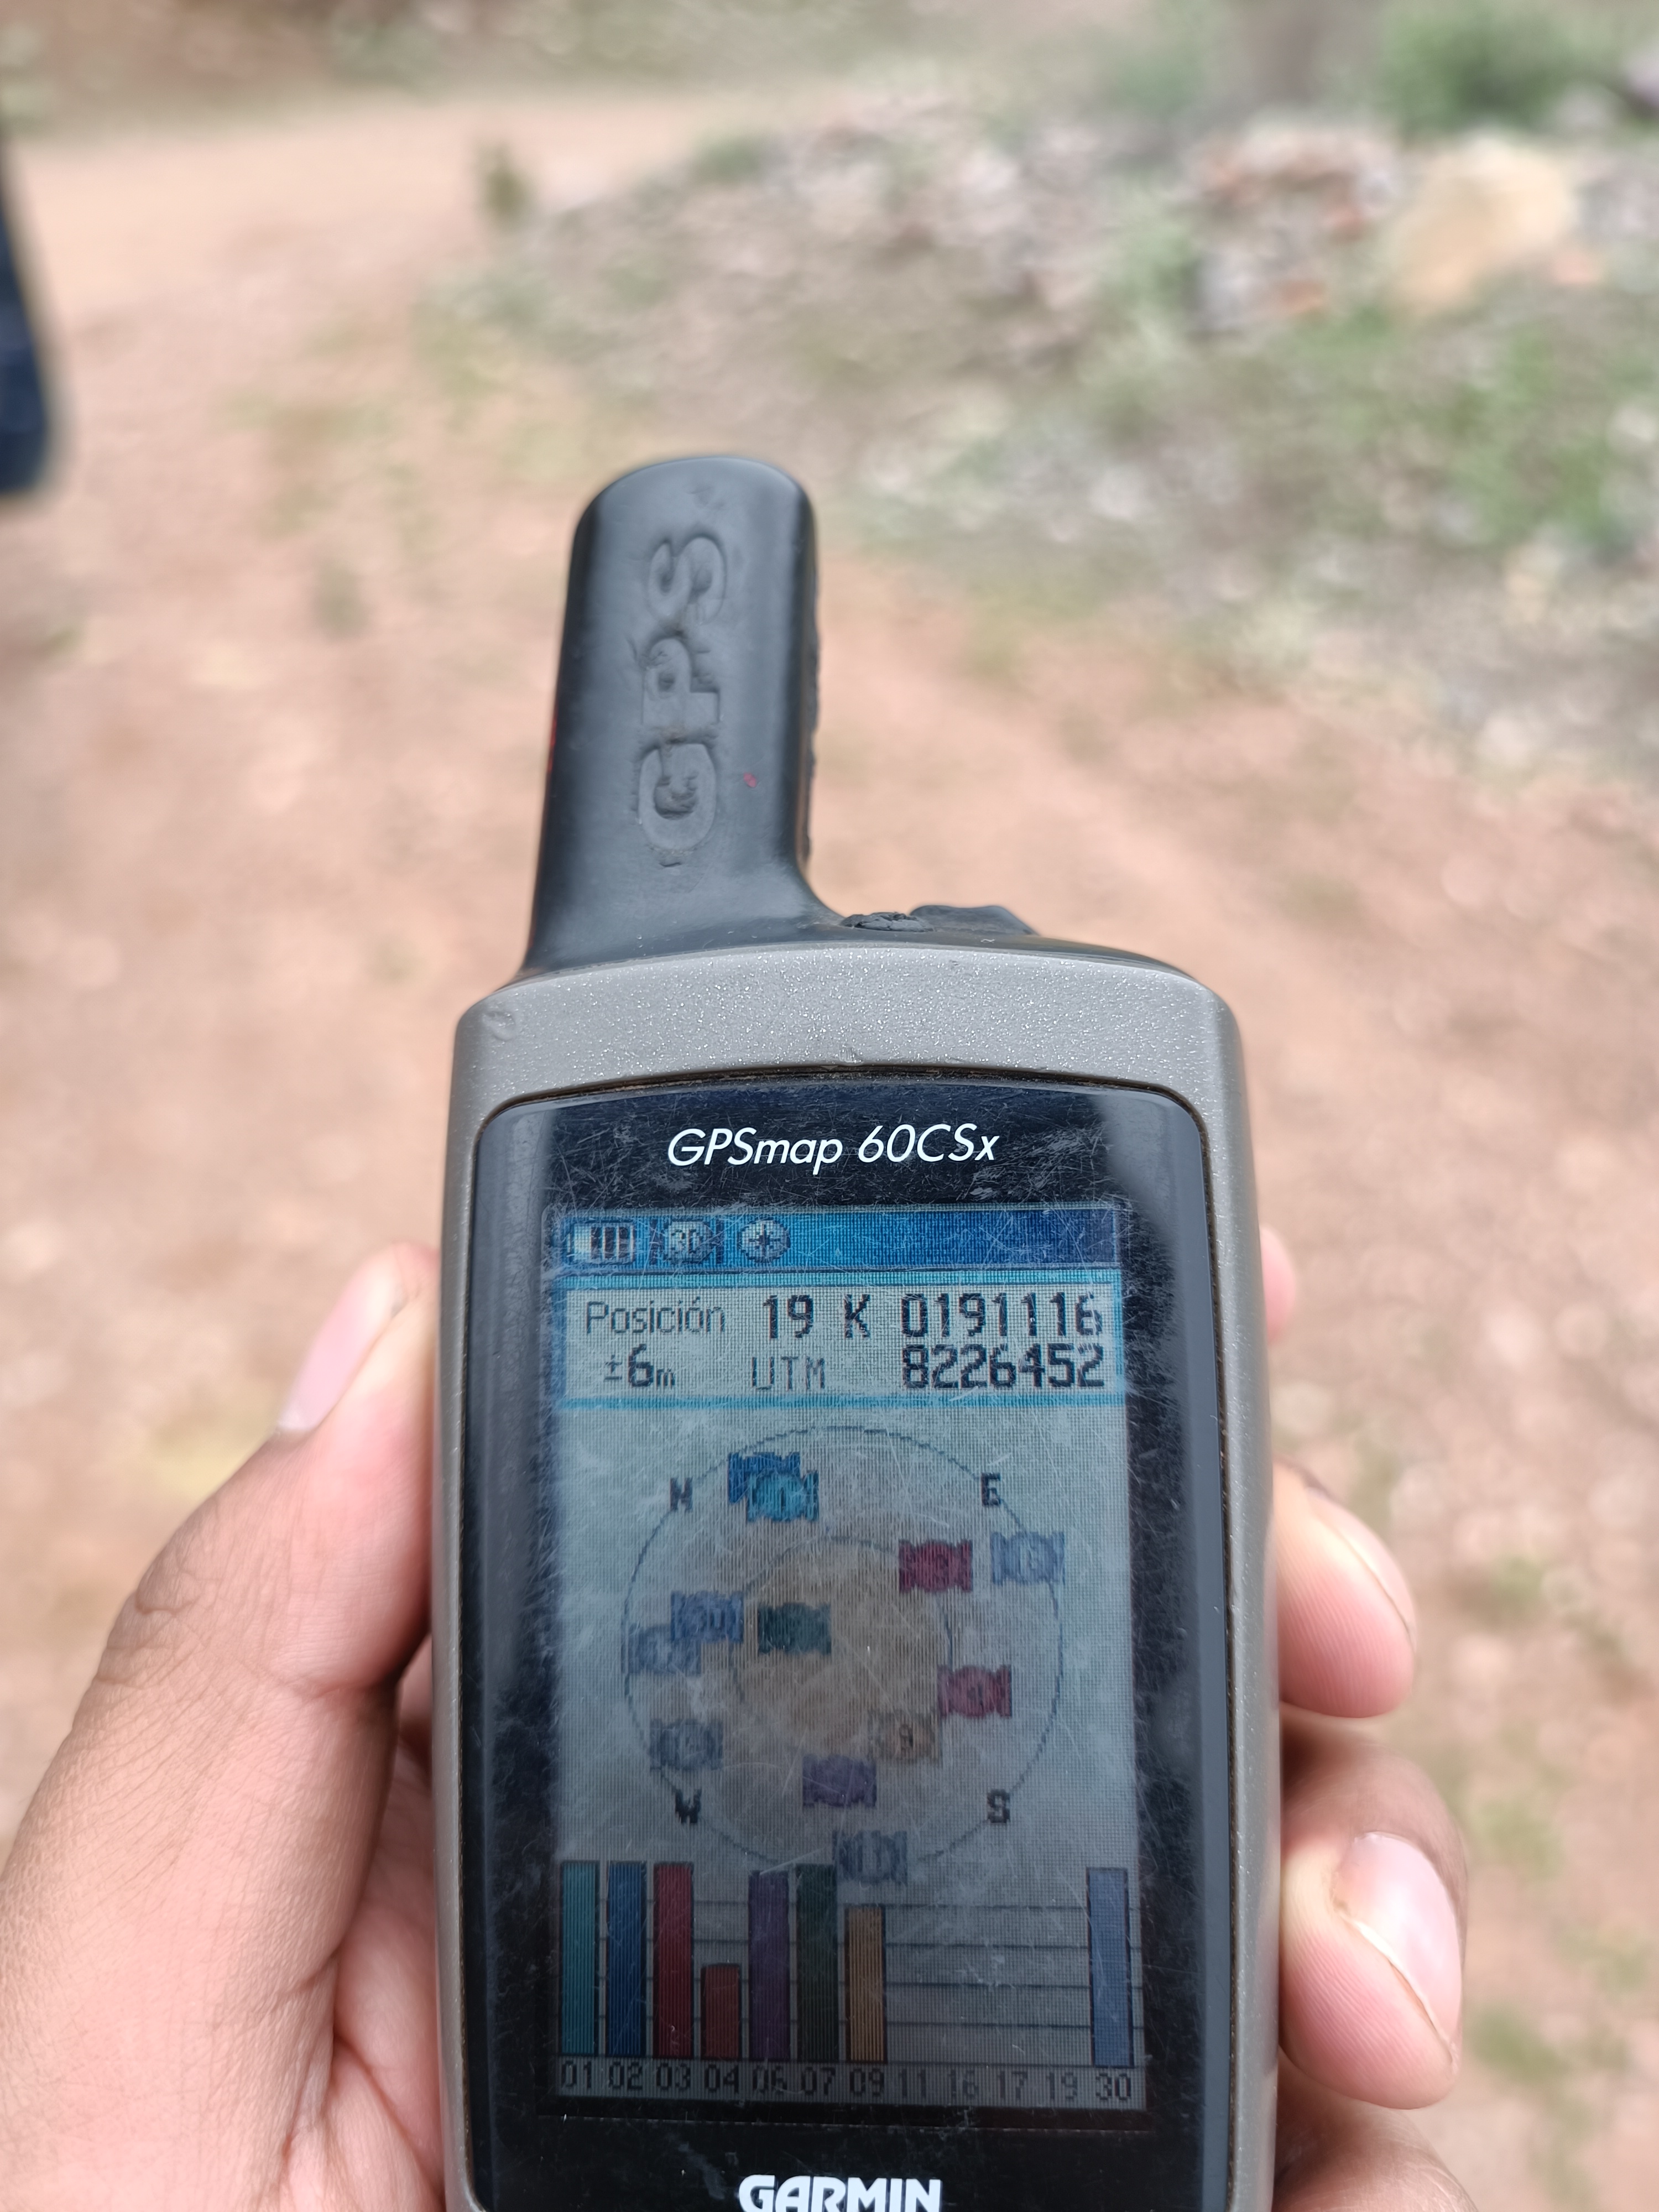 GPS
GPSmap 60CSx
3D
Posición 19 K 0191116
±6m UTM 8226452
N E
W S
01 02 03 04 06 07 09 11 16 17 19 30
GARMIN